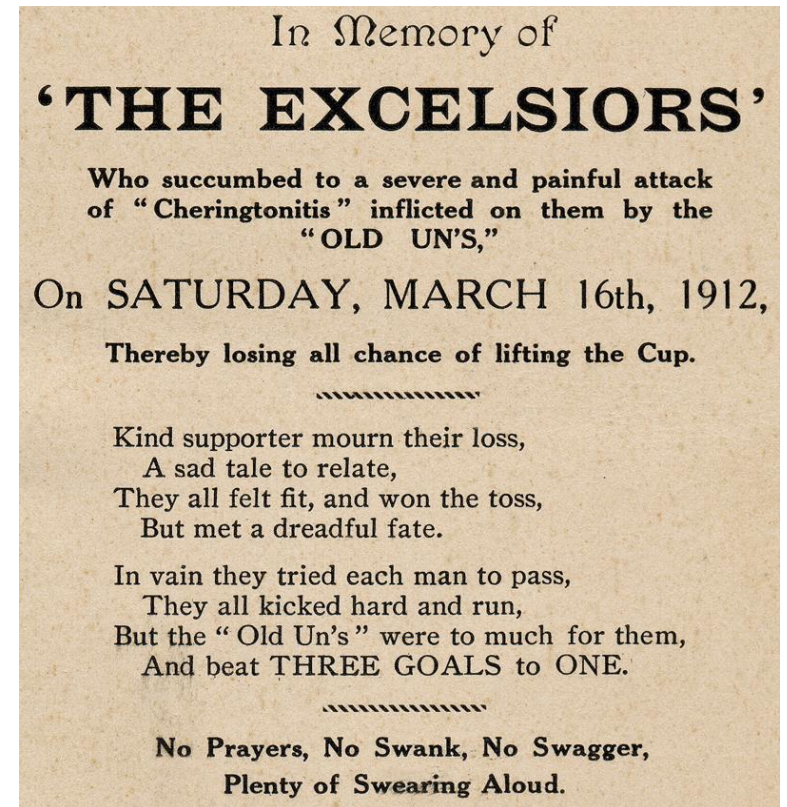 In Memory of
‘THE EXCELSIORS’
Who succumbed to a severe and painful attack
of “Cheringtonitis” inflicted on them by the
“OLD UN'S,”
On SATURDAY, MARCH 16th, 1912,
Thereby losing all chance of lifting the Cup.
Kind supporter mourn their loss,
A sad tale to relate,
They all felt fit, and won the toss,
But met a dreadful fate.
In vain they tried each man to pass,
They all kicked hard and run,
But the “Old Un's” were to much for them,
And beat THREE GOALS to ONE.
No Prayers, No Swank, No Swagger,
Plenty of Swearing Aloud.